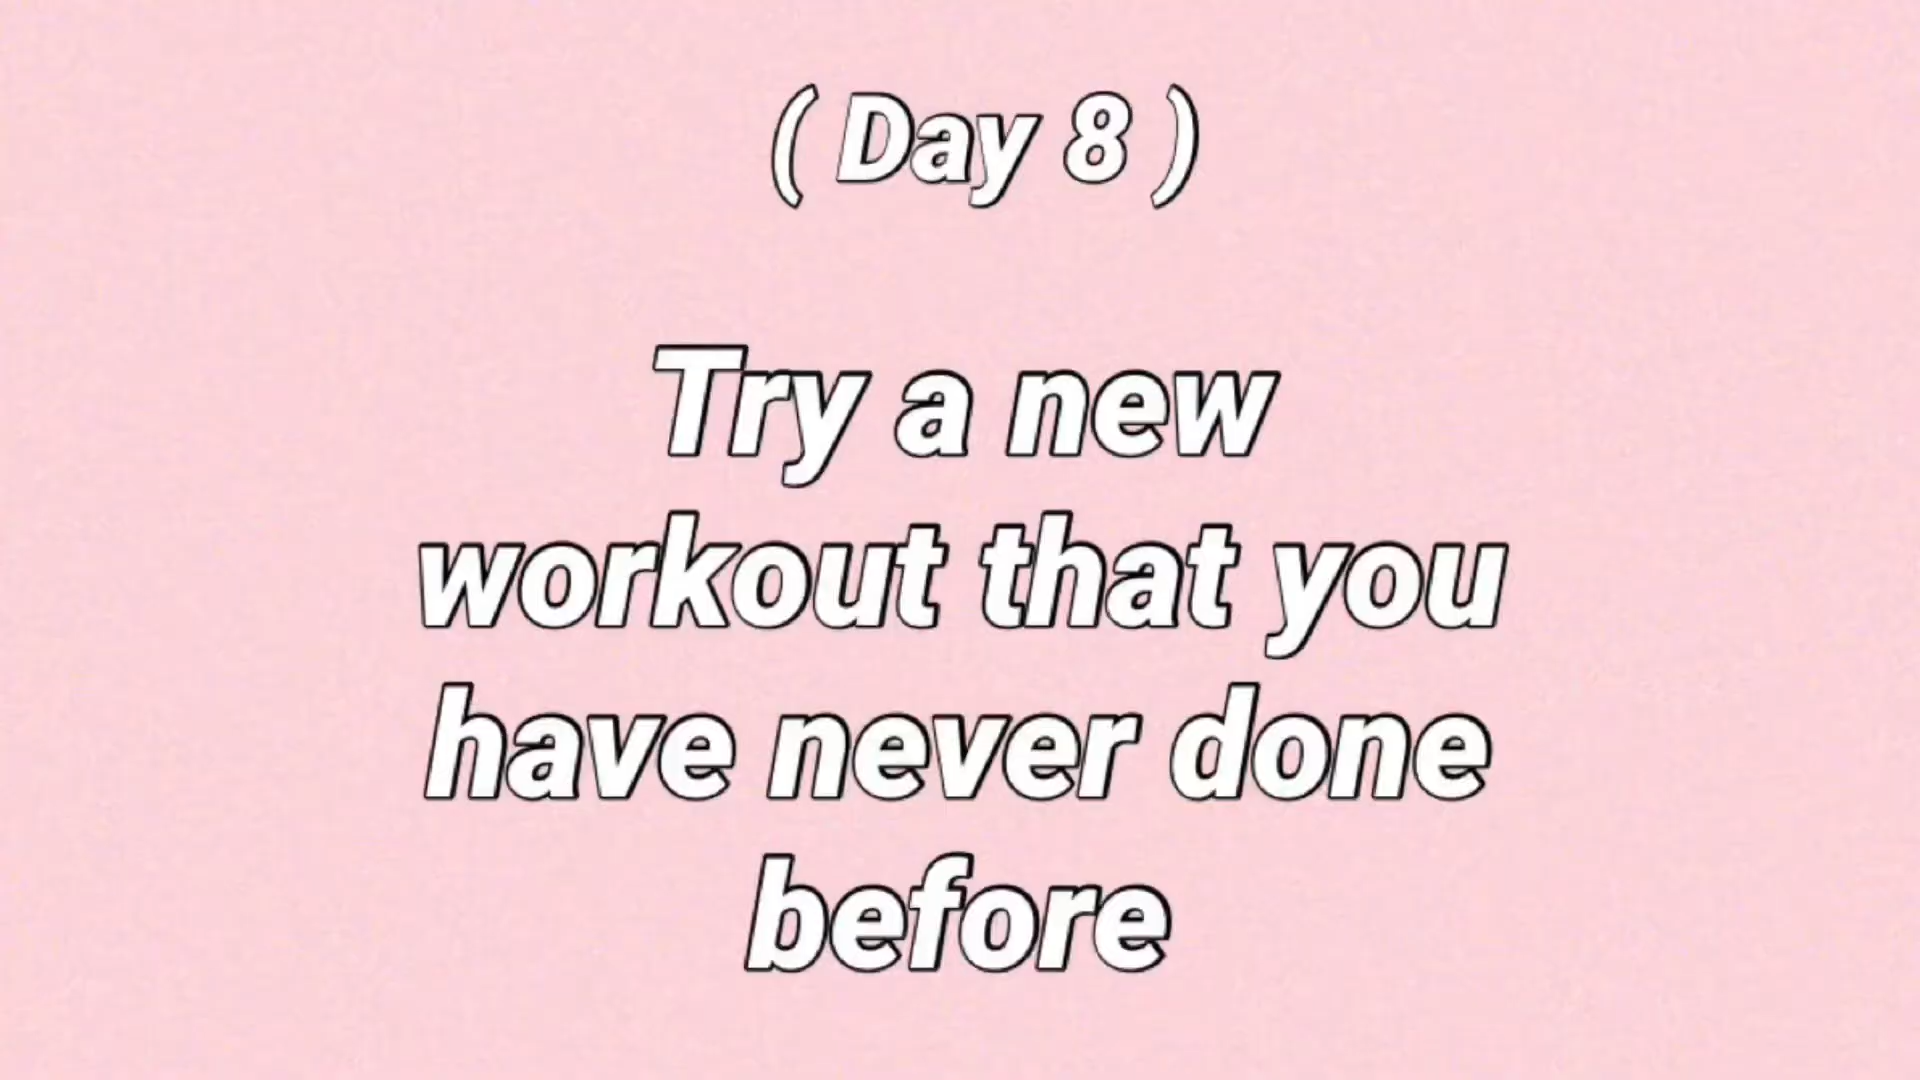 ( Day 8 )
Try a new
workout that you
have never done
before